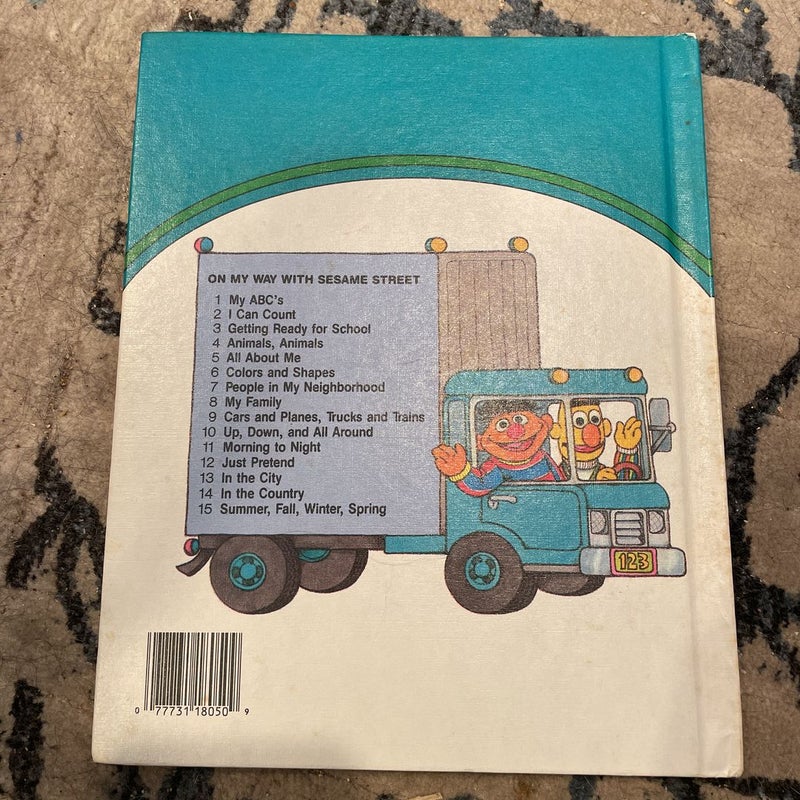 ON MY WAY WITH SESAME STREET
1 My ABC's
2 I Can Count
3 Getting Ready for School
4 Animals, Animals
5 All About Me
6 Colors and Shapes
7 People in My Neighborhood
8 My Family
9 Cars and Planes, Trucks and Trains
10 Up, Down, and All Around
11 Morning to Night
12 Just Pretend
13 In the City
14 In the Country
15 Summer, Fall, Winter, Spring
123
0 77731 18050 9